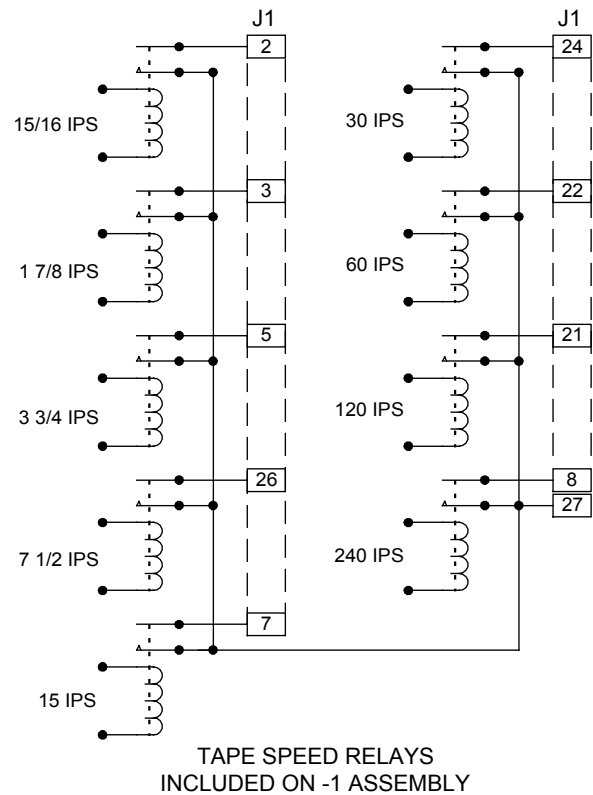 J1
2
15/16 IPS
3
1 7/8 IPS
5
3 3/4 IPS
26
7 1/2 IPS
7
15 IPS
J1
24
30 IPS
22
60 IPS
21
120 IPS
8
27
240 IPS
TAPE SPEED RELAYS
INCLUDED ON -1 ASSEMBLY